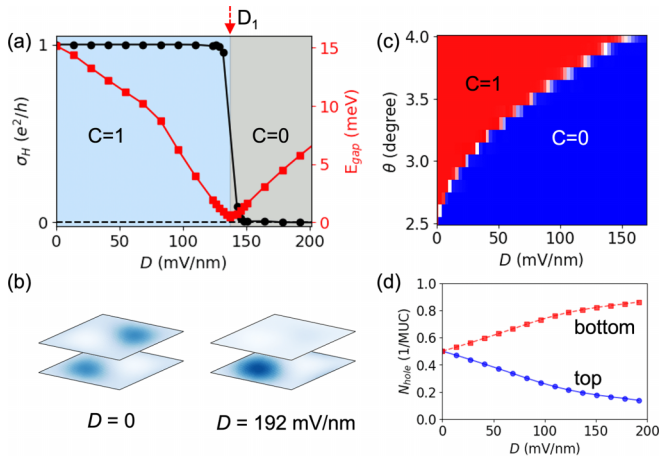 D₁
(a)
1
0
σ_H (e²/h)
C=1
C=0
15
10
5
0
E_gap (meV)
0 50 100 150 200
D (mV/nm)
(c)
4.0
3.5
3.0
2.5
θ (degree)
C=1
C=0
0 50 100 150
D (mV/nm)
(b)
D = 0
D = 192 mV/nm
(d)
1.0
0.8
0.6
0.4
0.2
0.0
N_hole (1/MUC)
bottom
top
0 50 100 150 200
D (mV/nm)